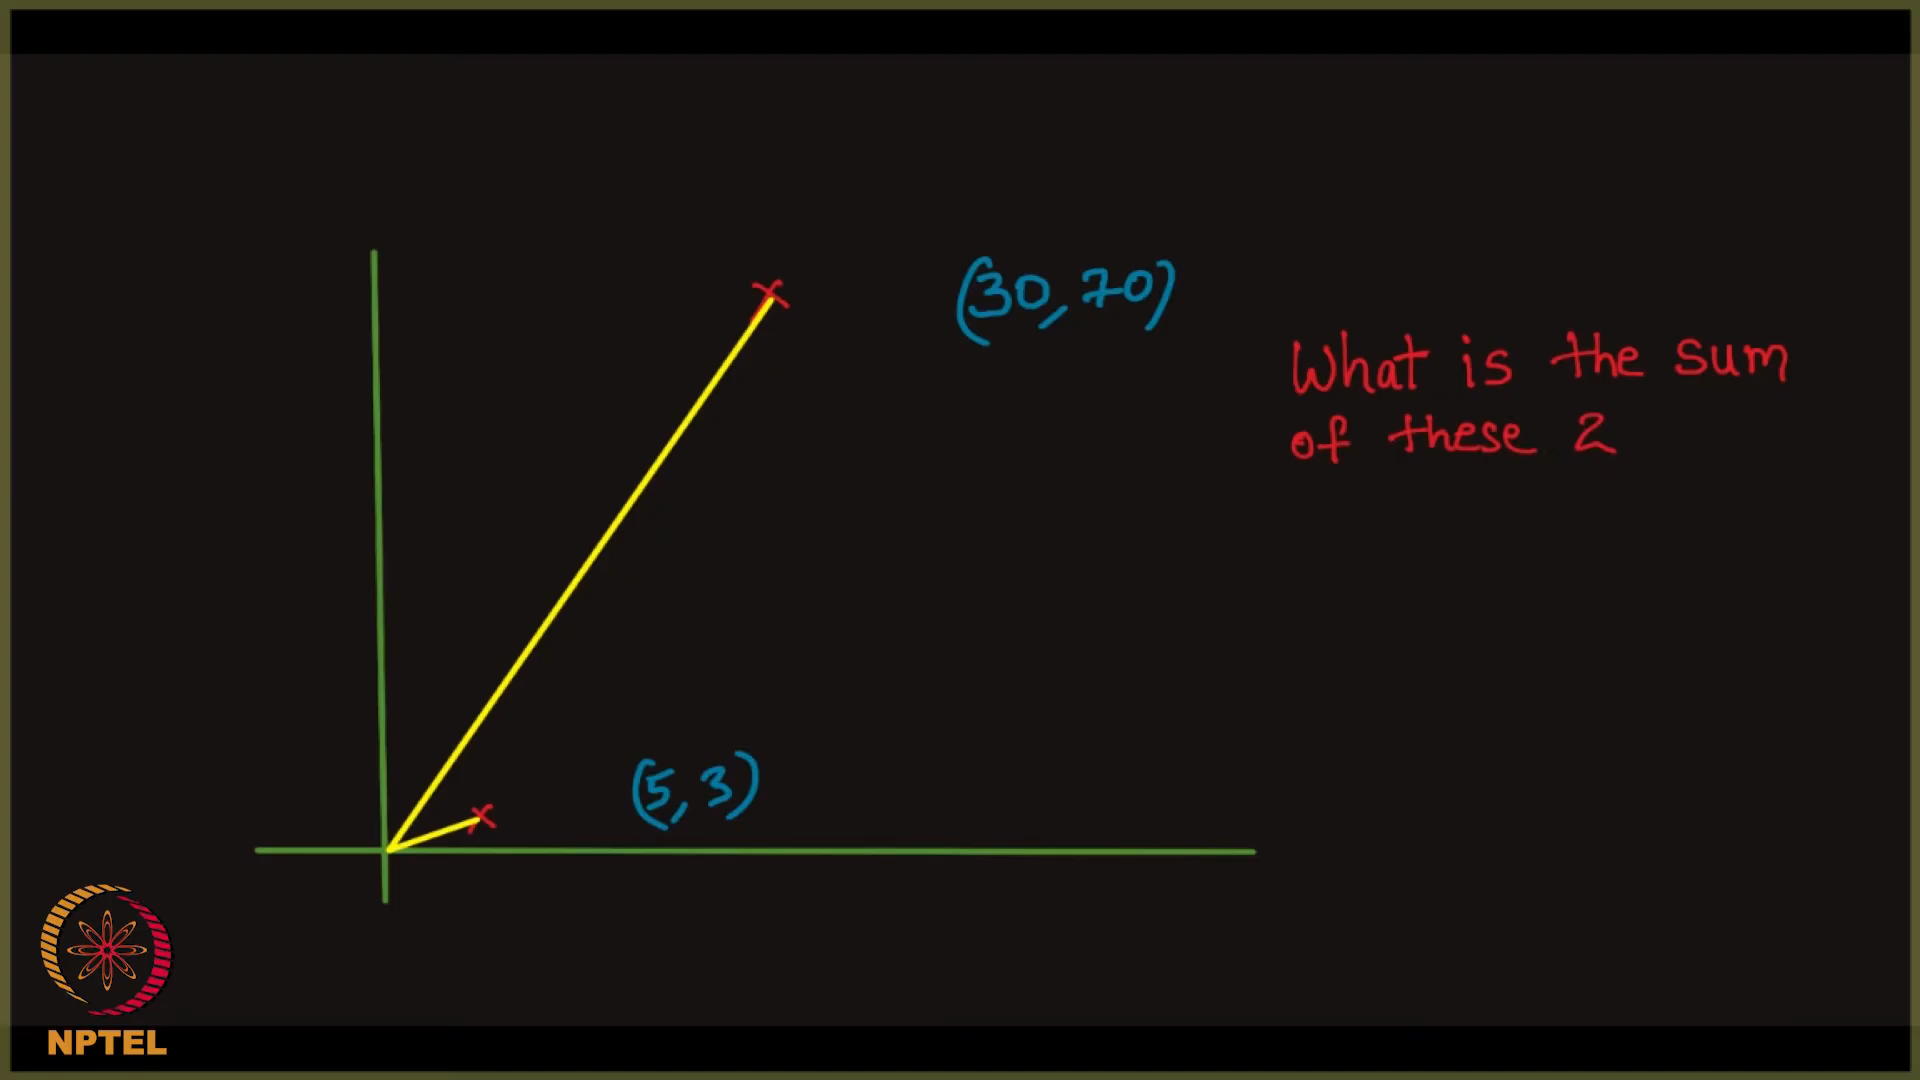 (30, 70)
What is the sum
of these 2
(5, 3)
NPTEL